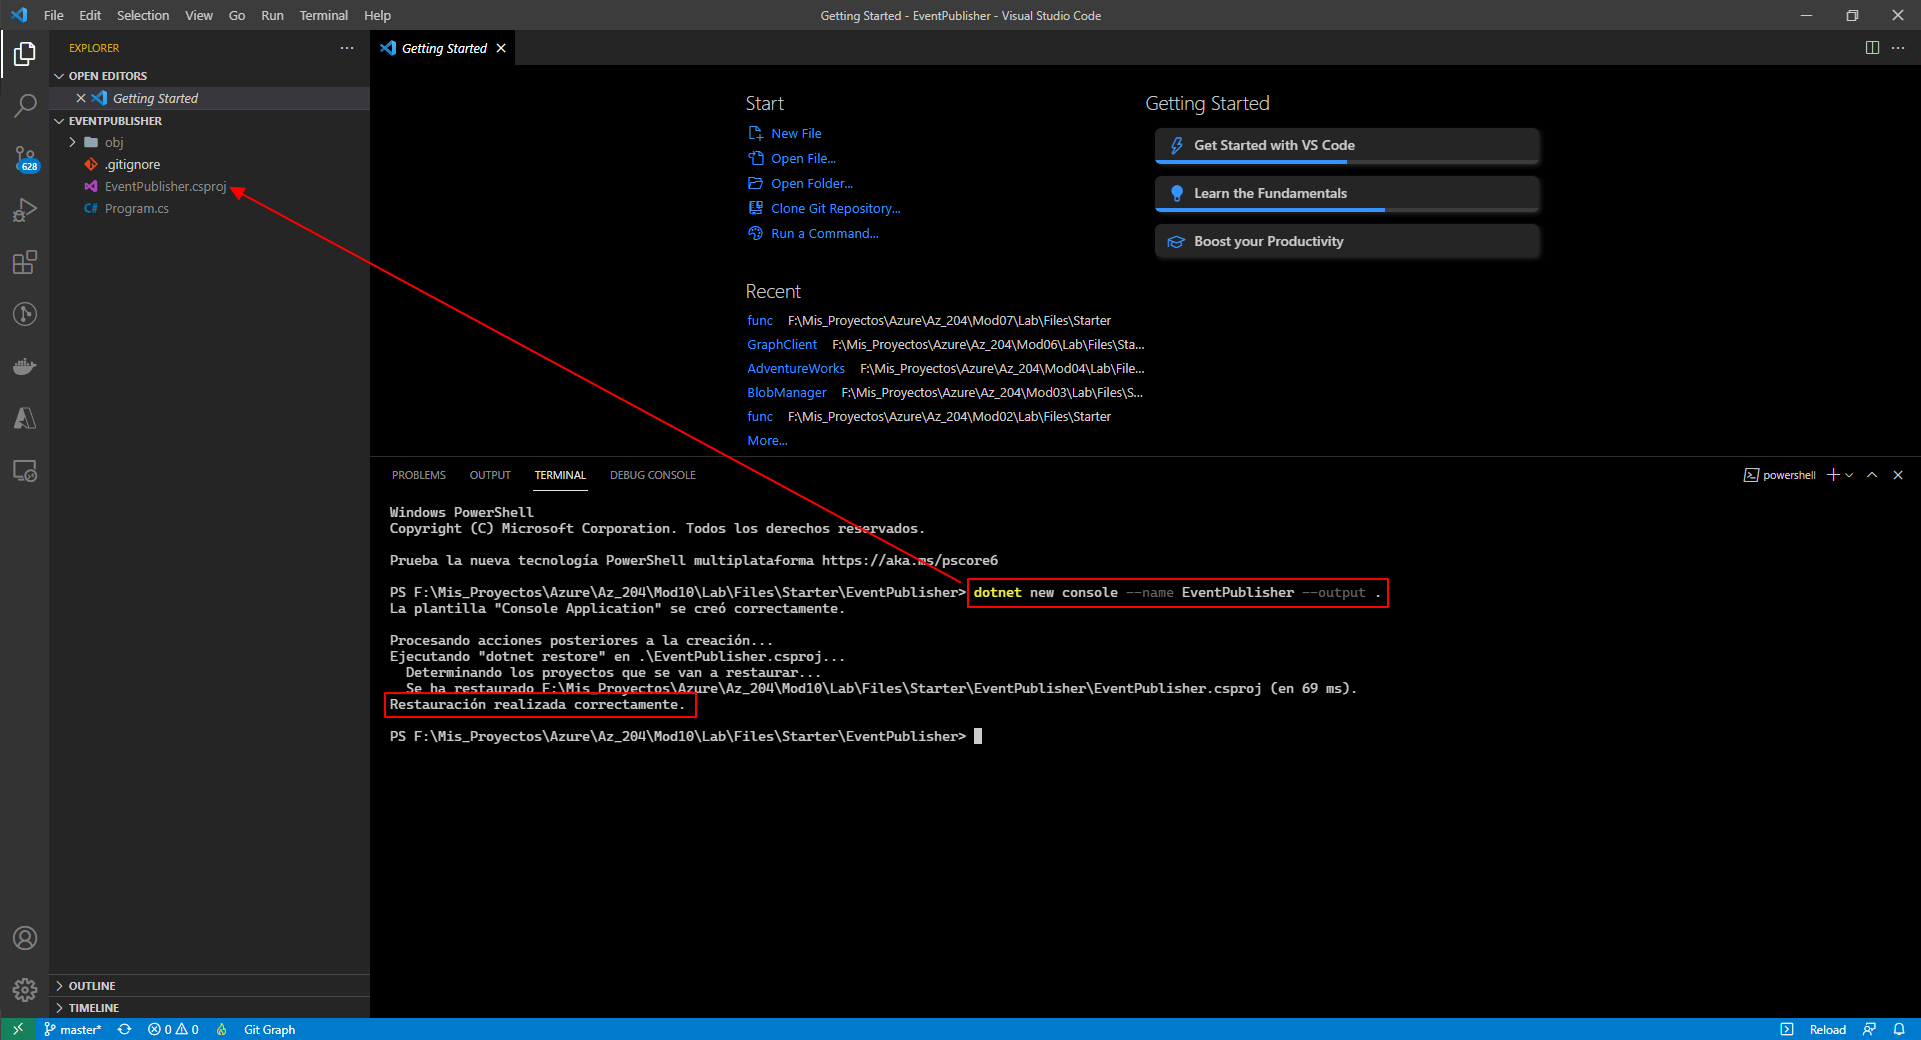 File Edit Selection View Go Run Terminal Help
Getting Started - EventPublisher - Visual Studio Code
EXPLORER
OPEN EDITORS
Getting Started
EVENTPUBLISHER
obj
.gitignore
EventPublisher.csproj
C# Program.cs
628
OUTLINE
TIMELINE
Getting Started
Start
New File
Open File...
Open Folder...
Clone Git Repository...
Run a Command...
Recent
func F:\Mis_Proyectos\Azure\Az_204\Mod07\Lab\Files\Starter
GraphClient F:\Mis_Proyectos\Azure\Az_204\Mod06\Lab\Files\Sta...
AdventureWorks F:\Mis_Proyectos\Azure\Az_204\Mod04\Lab\File...
BlobManager F:\Mis_Proyectos\Azure\Az_204\Mod03\Lab\Files\S...
func F:\Mis_Proyectos\Azure\Az_204\Mod02\Lab\Files\Starter
More...
Getting Started
Get Started with VS Code
Learn the Fundamentals
Boost your Productivity
PROBLEMS OUTPUT TERMINAL DEBUG CONSOLE
powershell
Windows PowerShell
Copyright (C) Microsoft Corporation. Todos los derechos reservados.
Prueba la nueva tecnología PowerShell multiplataforma https://aka.ms/pscore6
PS F:\Mis_Proyectos\Azure\Az_204\Mod10\Lab\Files\Starter\EventPublisher> dotnet new console --name EventPublisher --output .
La plantilla "Console Application" se creó correctamente.
Procesando acciones posteriores a la creación...
Ejecutando "dotnet restore" en .\EventPublisher.csproj...
Determinando los proyectos que se van a restaurar...
Se ha restaurado F:\Mis_Proyectos\Azure\Az_204\Mod10\Lab\Files\Starter\EventPublisher\EventPublisher.csproj (en 69 ms).
Restauración realizada correctamente.
PS F:\Mis_Proyectos\Azure\Az_204\Mod10\Lab\Files\Starter\EventPublisher>
master* 0 0 Git Graph
Reload